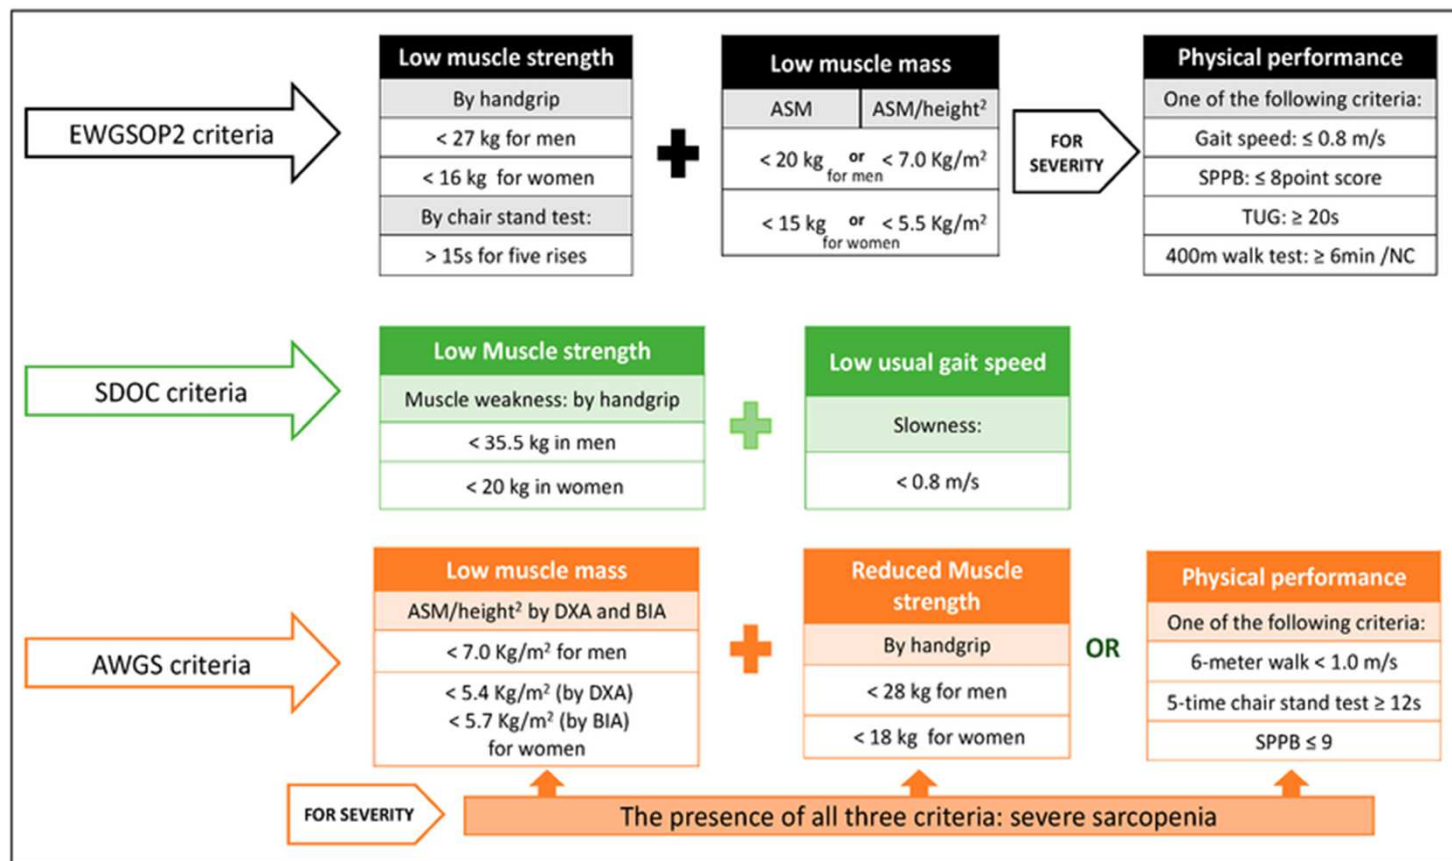 EWGSOP2 criteria
Low muscle strength
By handgrip
< 27 kg for men
< 16 kg for women
By chair stand test:
> 15s for five rises
Low muscle mass
ASM
ASM/height²
< 20 kg or < 7.0 Kg/m²
for men
< 15 kg or < 5.5 Kg/m²
for women
FOR
SEVERITY
Physical performance
One of the following criteria:
Gait speed: ≤ 0.8 m/s
SPPB: ≤ 8point score
TUG: ≥ 20s
400m walk test: ≥ 6min /NC
SDOC criteria
Low Muscle strength
Muscle weakness: by handgrip
< 35.5 kg in men
< 20 kg in women
Low usual gait speed
Slowness:
< 0.8 m/s
AWGS criteria
Low muscle mass
ASM/height² by DXA and BIA
< 7.0 Kg/m² for men
< 5.4 Kg/m² (by DXA)
< 5.7 Kg/m² (by BIA)
for women
Reduced Muscle
strength
By handgrip
< 28 kg for men
< 18 kg for women
OR
Physical performance
One of the following criteria:
6-meter walk < 1.0 m/s
5-time chair stand test ≥ 12s
SPPB ≤ 9
FOR SEVERITY
The presence of all three criteria: severe sarcopenia